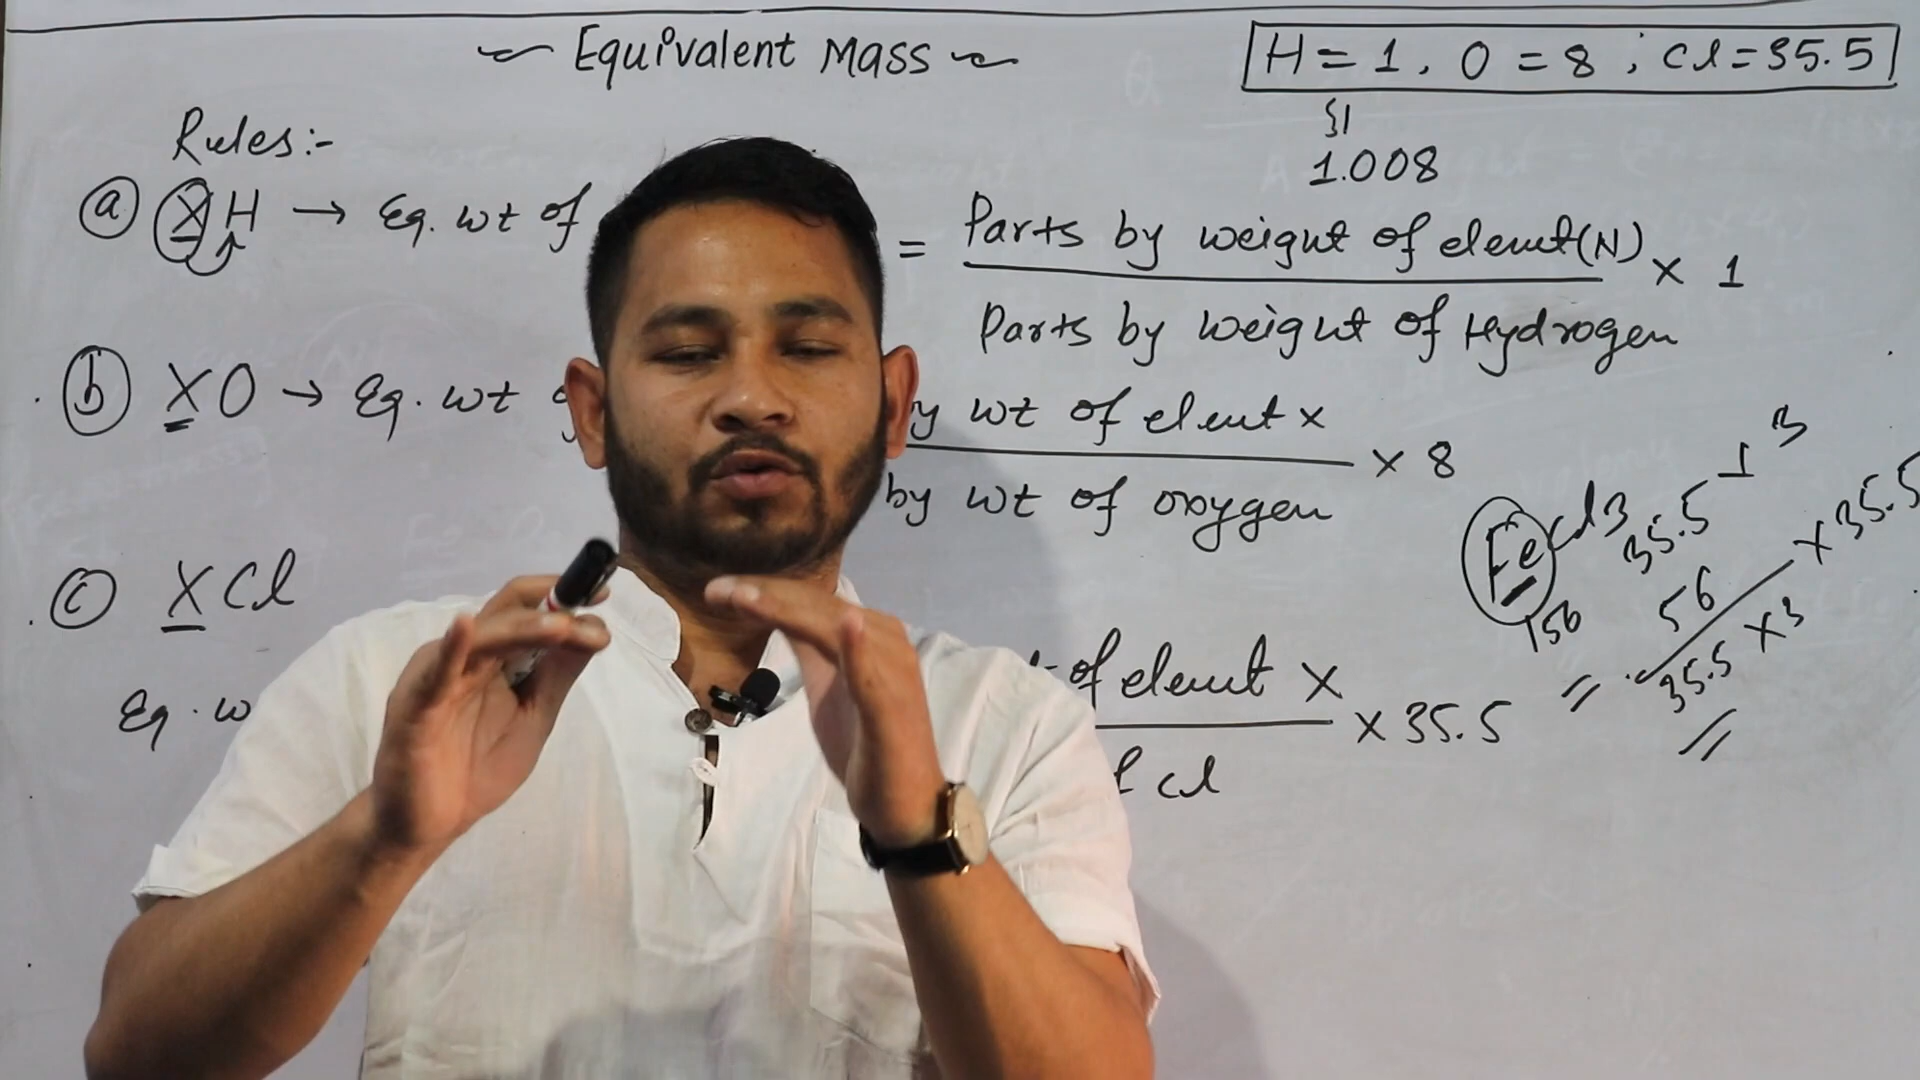 Equivalent Mass
H = 1, O = 8 ; Cl = 35.5
1.008
Rules:-
(a) XH → Eq. wt of
= Parts by weight of element (N) × 1
Parts by weight of Hydrogen
(b) XO → Eq. wt
y wt of element x × 8
by wt of oxygen
(c) XCl
Eq. w
of element X × 35.5
Cl
FeCl3
35.5
1
3
56
= 56 × 35.5
35.5 × 3
=